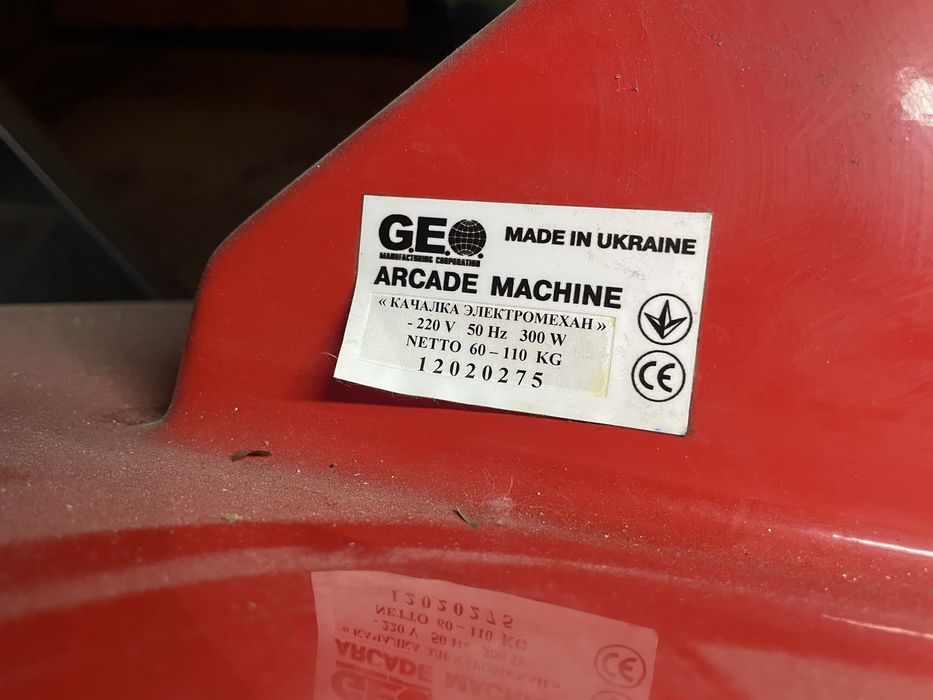 G.E.O.
MANUFACTURING CORPORATION
MADE IN UKRAINE
ARCADE MACHINE
« КАЧАЛКА ЭЛЕКТРОМЕХАН »
- 220 V 50 Hz 300 W
NETTO 60 – 110 KG
12020275
CE